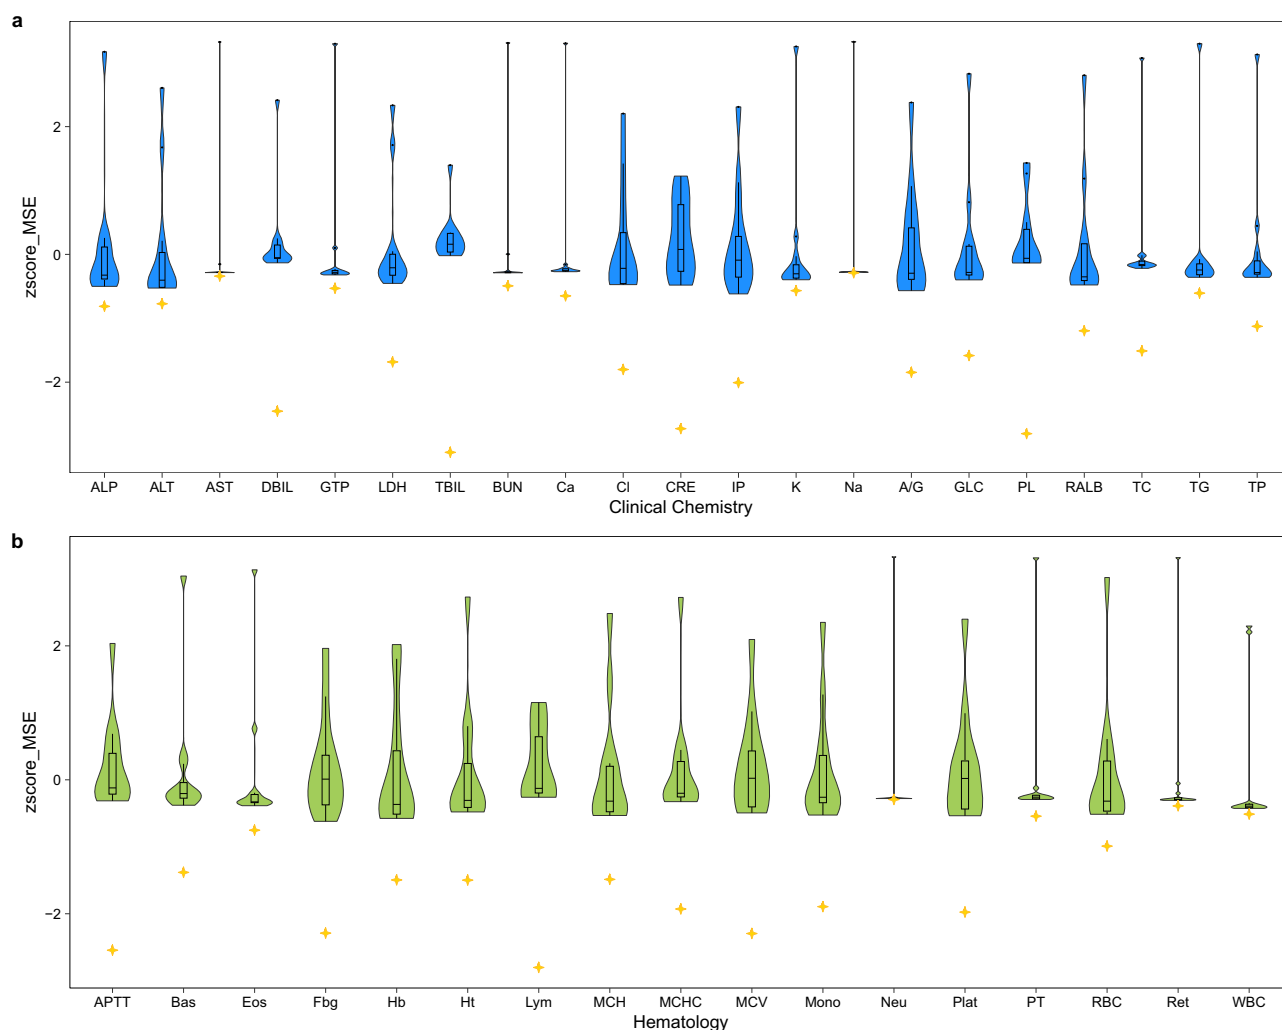 a
zscore_MSE
2
0
−2
ALP ALT AST DBIL GTP LDH TBIL BUN Ca Cl CRE IP K Na A/G GLC PL RALB TC TG TP
Clinical Chemistry
b
zscore_MSE
2
0
−2
APTT Bas Eos Fbg Hb Ht Lym MCH MCHC MCV Mono Neu Plat PT RBC Ret WBC
Hematology